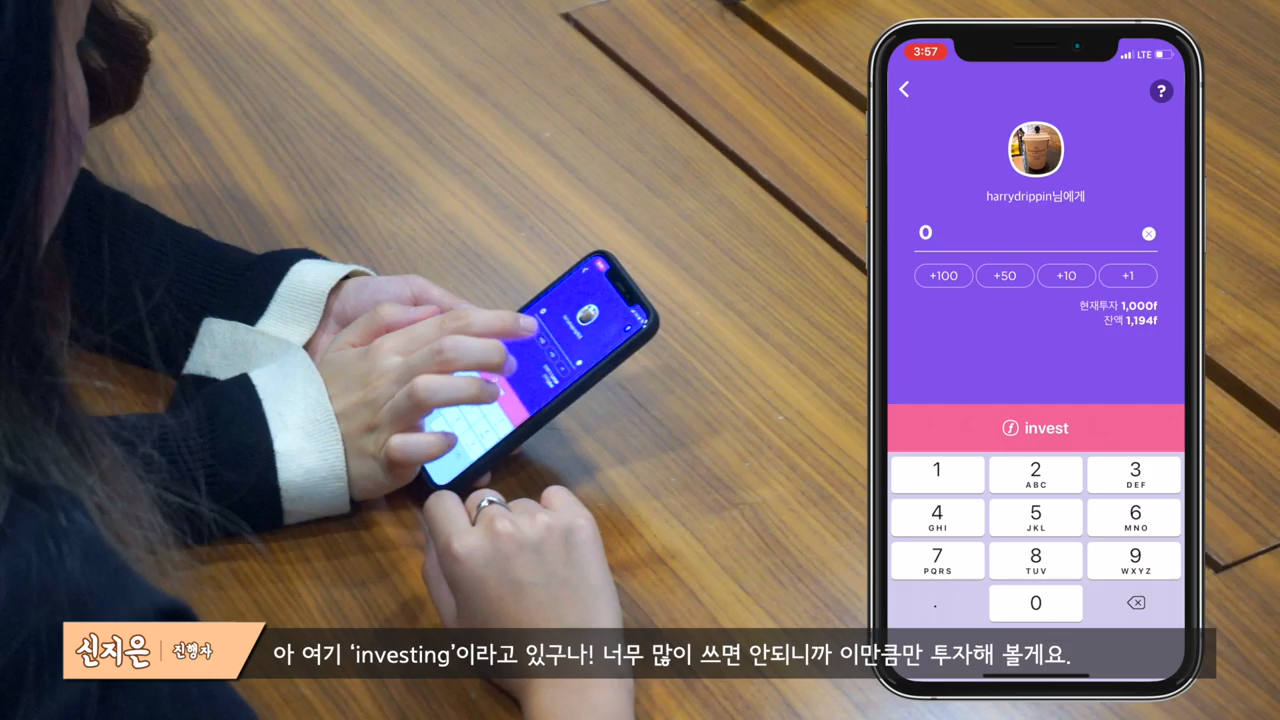 3:57
LTE
?
harrydrippin님에게
0
+100 +50 +10 +1
현재투자 1,000f
잔액 1,194f
f invest
1 2 ABC 3 DEF
4 GHI 5 JKL 6 MNO
7 PQRS 8 TUV 9 WXYZ
. 0
신지은 진행자
아 여기 ‘investing’이라고 있구나! 너무 많이 쓰면 안되니까 이만큼만 투자해 볼게요.